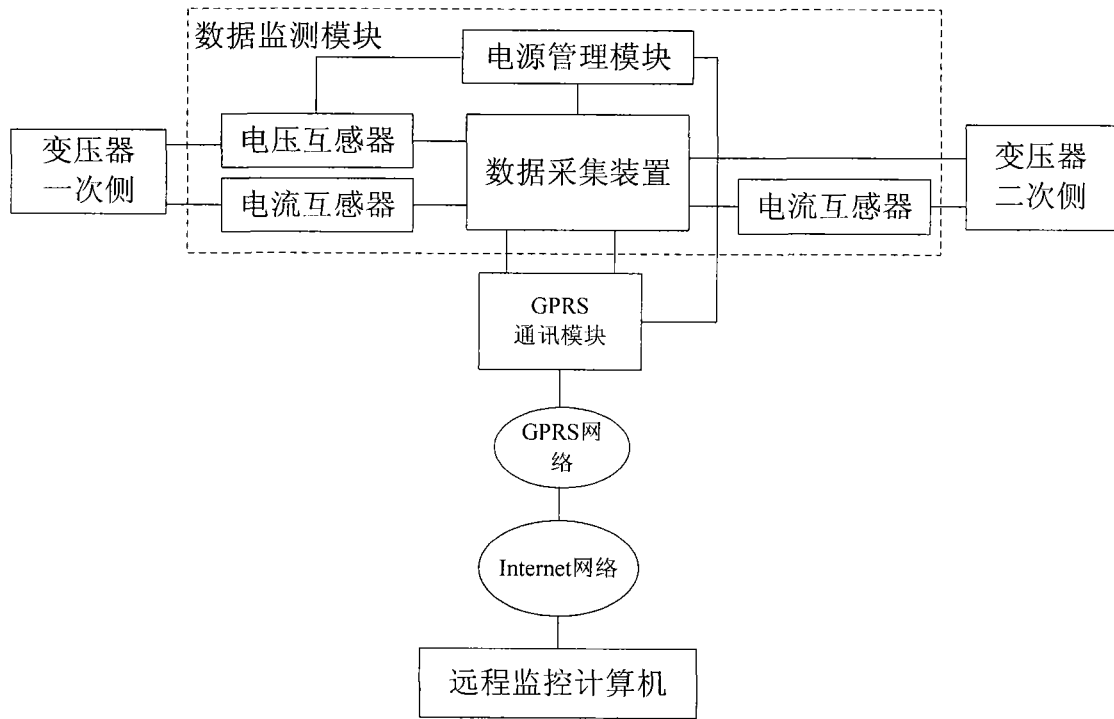 数据监测模块
电源管理模块
变压器
一次侧
电压互感器
电流互感器
数据采集装置
电流互感器
变压器
二次侧
GPRS
通讯模块
GPRS网
络
Internet网络
远程监控计算机